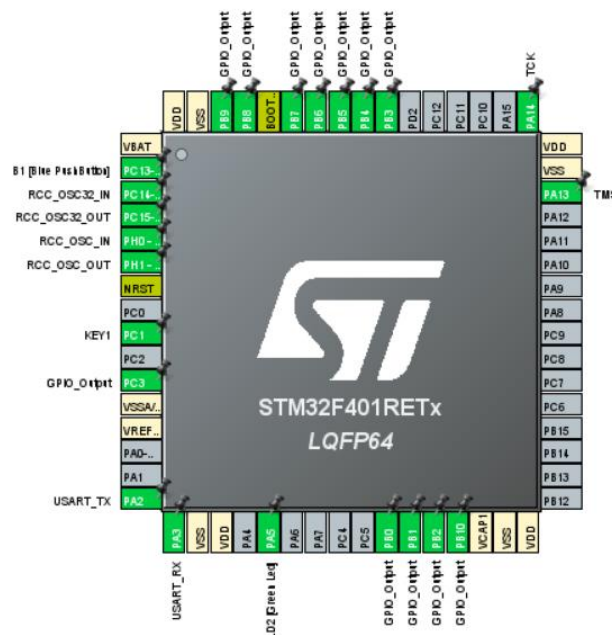 GPIO_Output
GPIO_Output
GPIO_Output
GPIO_Output
GPIO_Output
GPIO_Output
GPIO_Output
TCK
VDD
VSS
PB9
PB8
BOOT..
PB7
PB6
PB5
PB4
PB3
PD2
PC12
PC11
PC10
PA15
PA14
VBAT
B1 [Blue PushButton] PC13-..
RCC_OSC32_IN PC14-..
RCC_OSC32_OUT PC15-..
RCC_OSC_IN PH0-..
RCC_OSC_OUT PH1-..
NRST
PC0
KEY1 PC1
PC2
GPIO_Output PC3
VSSA/..
VREF..
PA0-..
PA1
USART_TX PA2
ST
STM32F401RETx
LQFP64
VDD
VSS
PA13 TMS
PA12
PA11
PA10
PA9
PA8
PC9
PC8
PC7
PC6
PB15
PB14
PB13
PB12
PA3
VSS
VDD
PA4
PA5
PA6
PA7
PC4
PC5
PB0
PB1
PB2
PB10
VCAP1
VSS
VDD
USART_RX
LD2 [Green Led]
GPIO_Output
GPIO_Output
GPIO_Output
GPIO_Output